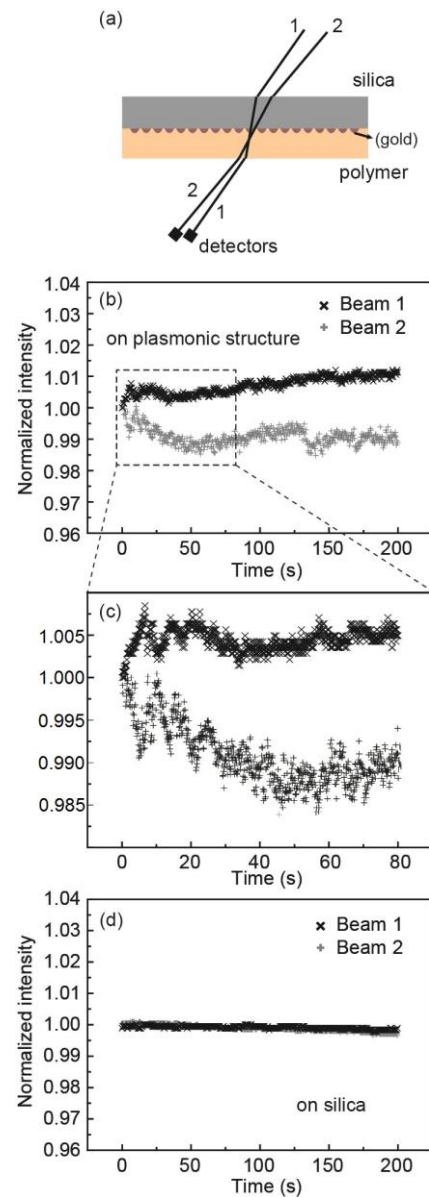 (a)
1
2
silica
(gold)
polymer
2
1
detectors
(b)
× Beam 1
+ Beam 2
on plasmonic structure
Normalized intensity
1.04
1.03
1.02
1.01
1.00
0.99
0.98
0.97
0.96
0 50 100 150 200
Time (s)
(c)
1.005
1.000
0.995
0.990
0.985
0 20 40 60 80
Time (s)
(d)
× Beam 1
+ Beam 2
Normalized intensity
1.04
1.03
1.02
1.01
1.00
0.99
0.98
0.97
0.96
on silica
0 50 100 150 200
Time (s)